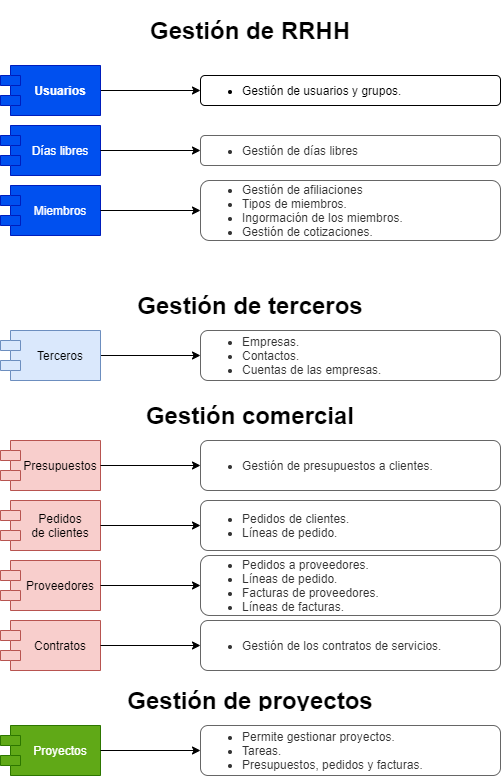 Gestión de RRHH
Usuarios
Gestión de usuarios y grupos.
Días libres
Gestión de días libres
Miembros
Gestión de afiliaciones
Tipos de miembros.
Ingormación de los miembros.
Gestión de cotizaciones.
Gestión de terceros
Terceros
Empresas.
Contactos.
Cuentas de las empresas.
Gestión comercial
Presupuestos
Gestión de presupuestos a clientes.
Pedidos
de clientes
Pedidos de clientes.
Líneas de pedido.
Proveedores
Pedidos a proveedores.
Líneas de pedido.
Facturas de proveedores.
Líneas de facturas.
Contratos
Gestión de los contratos de servicios.
Gestión de proyectos
Proyectos
Permite gestionar proyectos.
Tareas.
Presupuestos, pedidos y facturas.